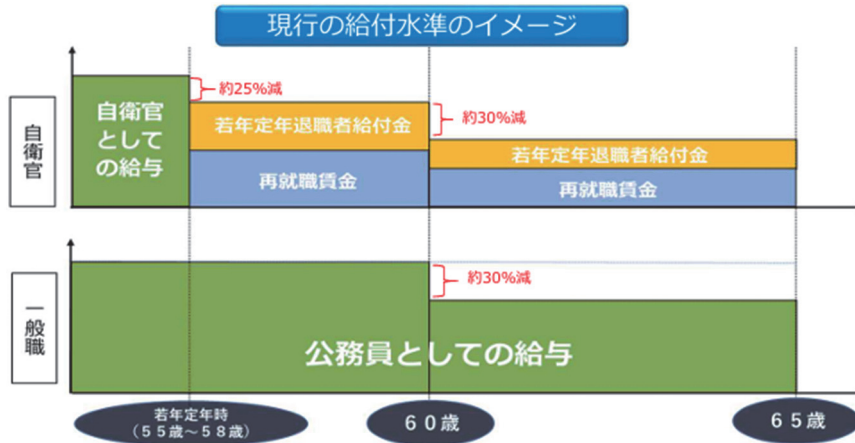 現行の給付水準のイメージ
自衛官
自衛官
としての給与
約25%減
若年定年退職者給付金
再就職賃金
約30%減
若年定年退職者給付金
再就職賃金
一般職
約30%減
公務員としての給与
若年定年時
(55歳～58歳)
60歳
65歳